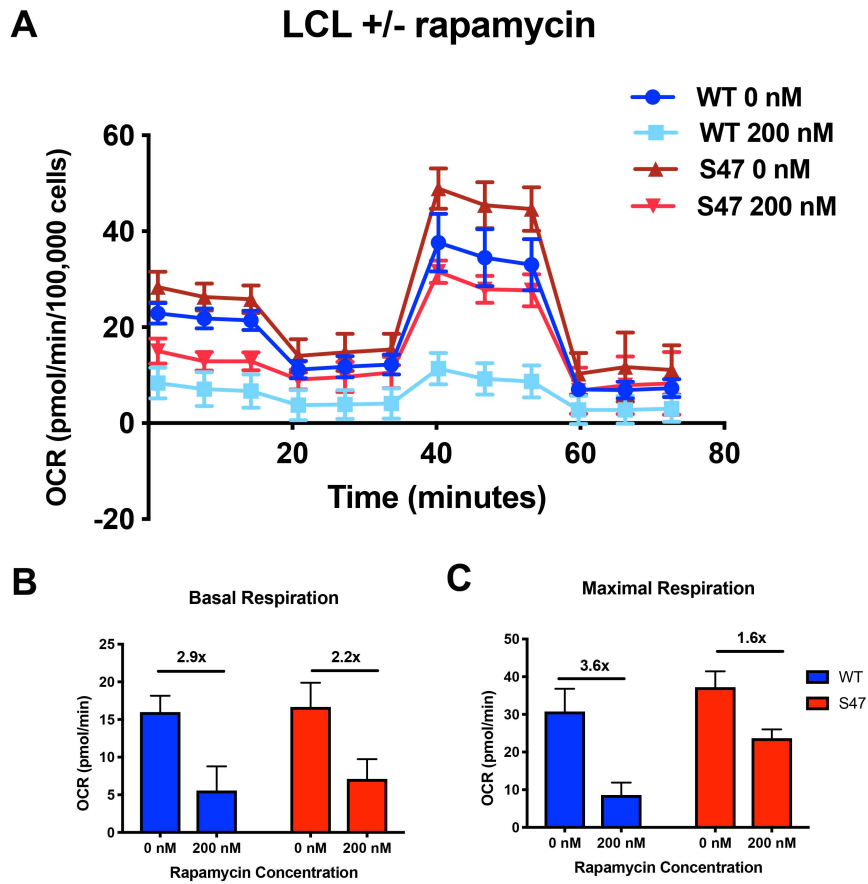 A
LCL +/- rapamycin
WT 0 nM
WT 200 nM
S47 0 nM
S47 200 nM
OCR (pmol/min/100,000 cells)
60
40
20
0
-20
20 40 60 80
Time (minutes)
B
Basal Respiration
2.9x 2.2x
OCR (pmol/min)
25
20
15
10
5
0
0 nM 200 nM 0 nM 200 nM
Rapamycin Concentration
C
Maximal Respiration
3.6x 1.6x
WT
S47
OCR (pmol/min)
50
40
30
20
10
0
0 nM 200 nM 0 nM 200 nM
Rapamycin Concentration